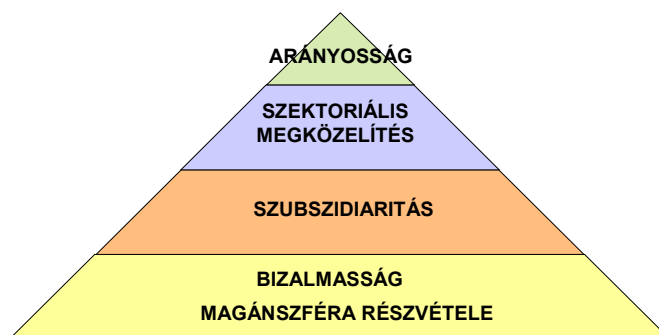 ARÁNYOSSÁG
SZEKTORIÁLIS
MEGKÖZELÍTÉS
SZUBSZIDIARITÁS
BIZALMASSÁG
MAGÁNSZFÉRA RÉSZVÉTELE